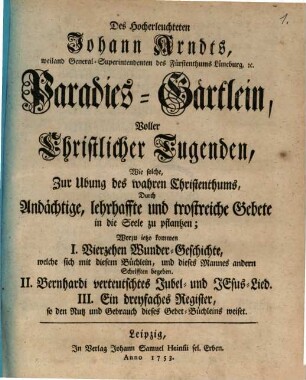 1.
Des Hocherleuchteten
Johann Arndts,
weiland General-Superintendenten des Fürstenthums Lüneburg, ꝛc.
Paradies-Gärtlein,
Voller
Christlicher Tugenden,
Wie solche,
Zur Ubung des wahren Christenthums,
Durch
Andächtige, lehrhaffte und trostreiche Gebete
in die Seele zu pflantzen;
Worzu ietzo kommen
I. Vierzehen Wunder-Geschichte,
welche sich mit diesem Büchlein, und dieses Mannes andern
Schrifften begeben.
II. Bernhardi verteutschtes Jubel- und JEsus-Lied.
III. Ein dreyfaches Register,
so den Nutz und Gebrauch dieses Gebet-Büchleins weiset.
Leipzig,
In Verlag Johann Samuel Heinsii sel. Erben.
Anno 1753.